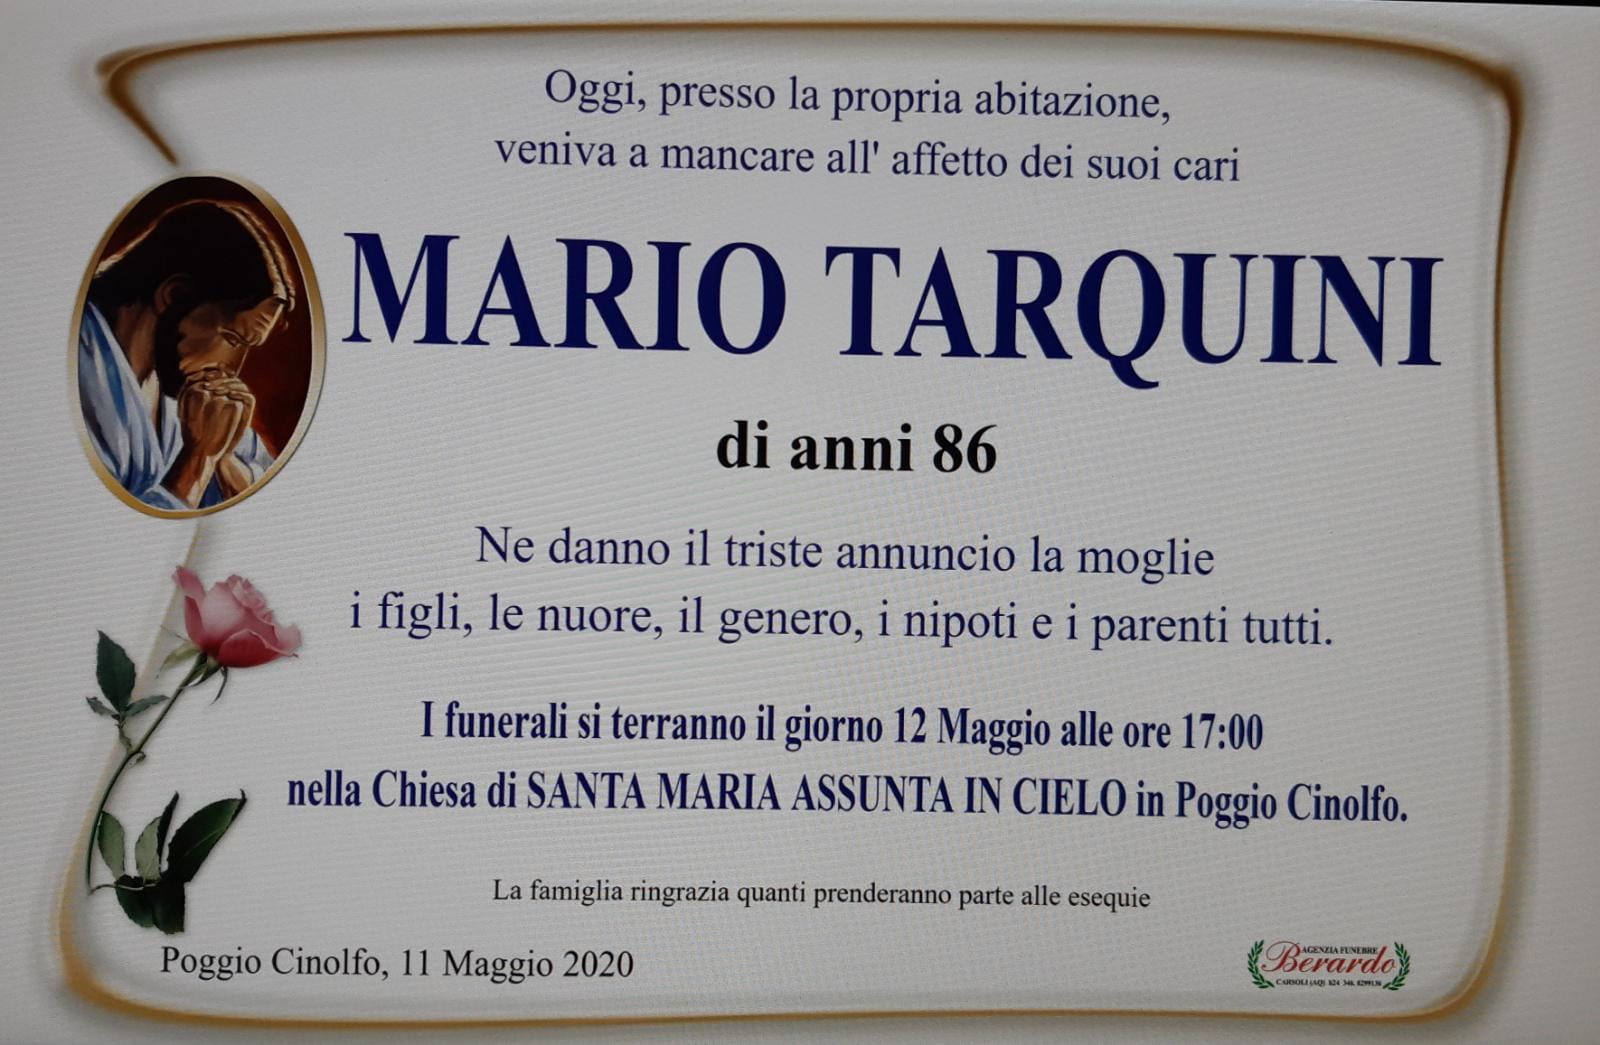 Oggi, presso la propria abitazione,
veniva a mancare all' affetto dei suoi cari
MARIO TARQUINI
di anni 86
Ne danno il triste annuncio la moglie
i figli, le nuore, il genero, i nipoti e i parenti tutti.
I funerali si terranno il giorno 12 Maggio alle ore 17:00
nella Chiesa di SANTA MARIA ASSUNTA IN CIELO in Poggio Cinolfo.
La famiglia ringrazia quanti prenderanno parte alle esequie
Poggio Cinolfo, 11 Maggio 2020
AGENZIA FUNEBRE
Berardo
CARSOLI (AQ)